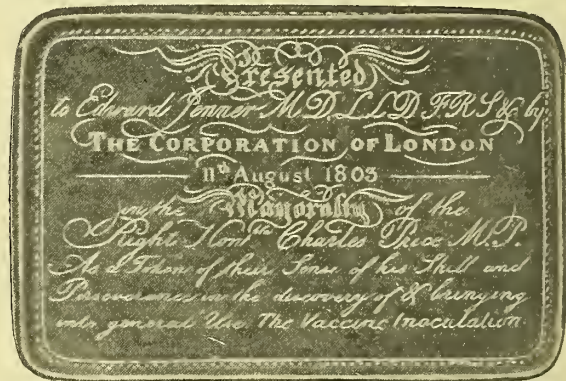 Presented
to Edward Jenner M.D. L L D F R S & by
THE CORPORATION OF LONDON
11th August 1803
in the Mayoralty of the
Right Honble Charles Price M.P.
As a Token of their Sense of his Skill and
Perseverance in the discovery of & bringing
into general Use The Vaccine Inoculation